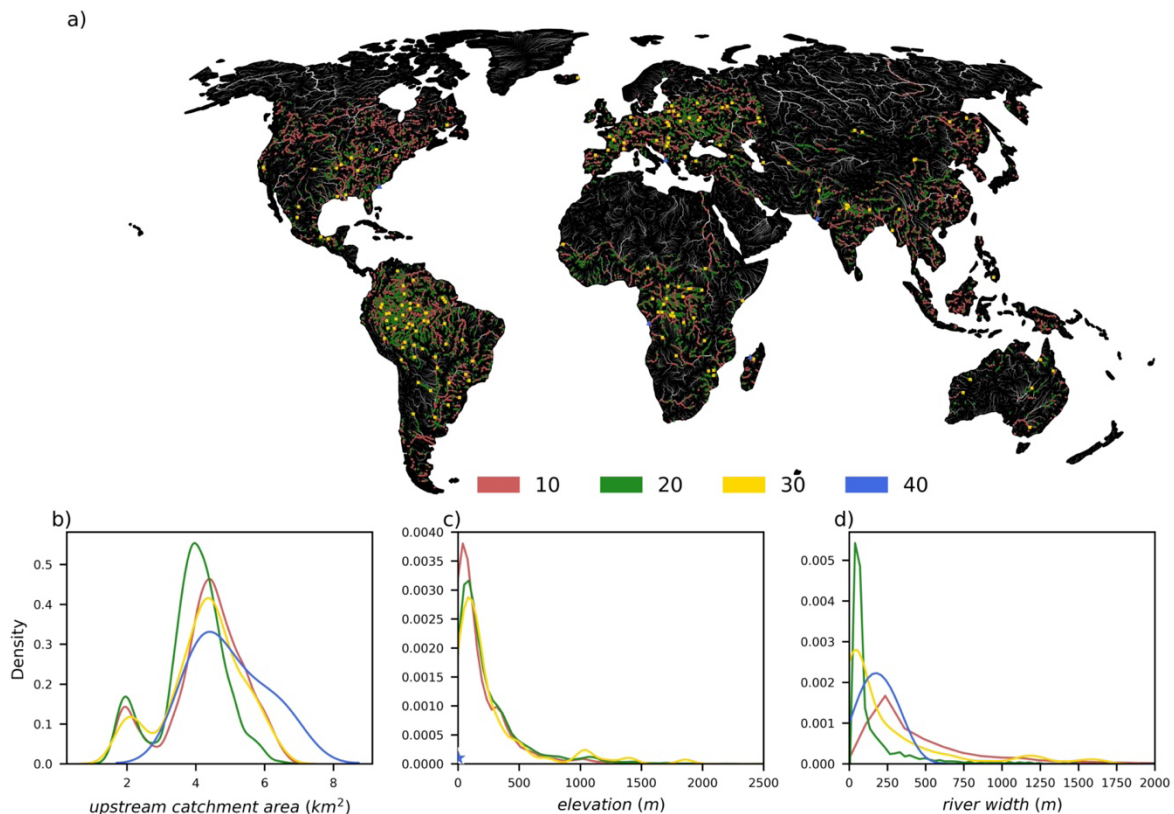 a)
10 20 30 40
b) c) d)
Density
0.5
0.4
0.3
0.2
0.1
0.0
2 4 6 8
upstream catchment area (km²)
0.0040
0.0035
0.0030
0.0025
0.0020
0.0015
0.0010
0.0005
0.0000
0 500 1000 1500 2000 2500
elevation (m)
0.005
0.004
0.003
0.002
0.001
0.000
0 250 500 750 1000 1250 1500 1750 2000
river width (m)